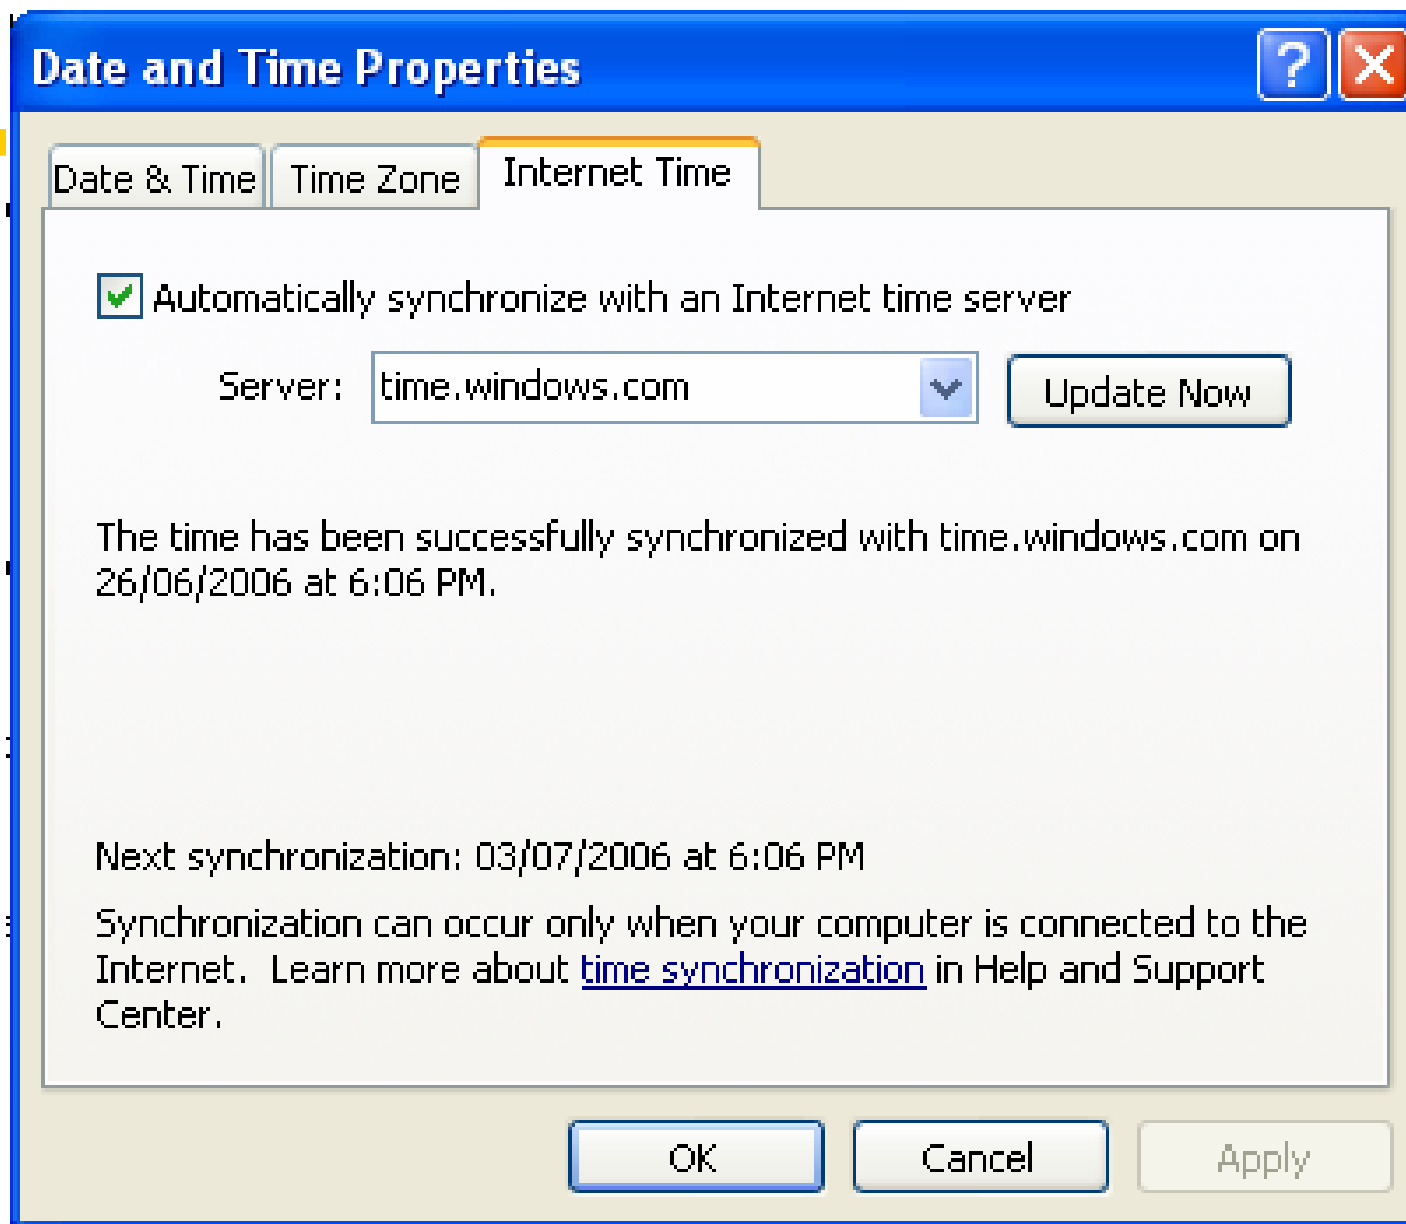 Date and Time Properties
Date & Time
Time Zone
Internet Time
Automatically synchronize with an Internet time server
Server: time.windows.com
Update Now
The time has been successfully synchronized with time.windows.com on
26/06/2006 at 6:06 PM.
Next synchronization: 03/07/2006 at 6:06 PM
Synchronization can occur only when your computer is connected to the
Internet.  Learn more about time synchronization in Help and Support
Center.
OK
Cancel
Apply